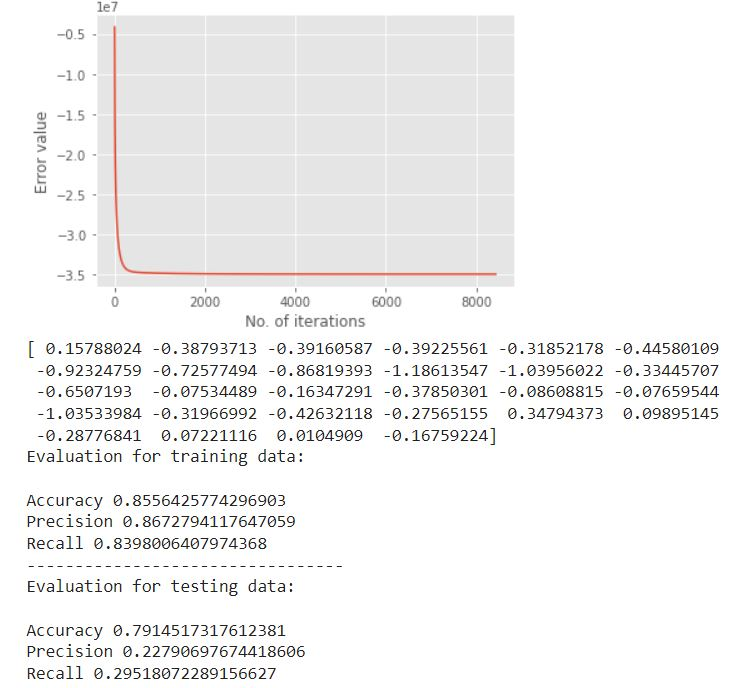 1e7
−0.5
−1.0
−1.5
−2.0
−2.5
−3.0
−3.5
Error value
0 2000 4000 6000 8000
No. of iterations
[ 0.15788024 -0.38793713 -0.39160587 -0.39225561 -0.31852178 -0.44580109
-0.92324759 -0.72577494 -0.86819393 -1.18613547 -1.03956022 -0.33445707
-0.6507193 -0.07534489 -0.16347291 -0.37850301 -0.08608815 -0.07659544
-1.03533984 -0.31966992 -0.42632118 -0.27565155 0.34794373 0.09895145
-0.28776841 0.07221116 0.0104909 -0.16759224]
Evaluation for training data:
Accuracy 0.8556425774296903
Precision 0.8672794117647059
Recall 0.8398006407974368
---------------------------------
Evaluation for testing data:
Accuracy 0.7914517317612381
Precision 0.22790697674418606
Recall 0.29518072289156627